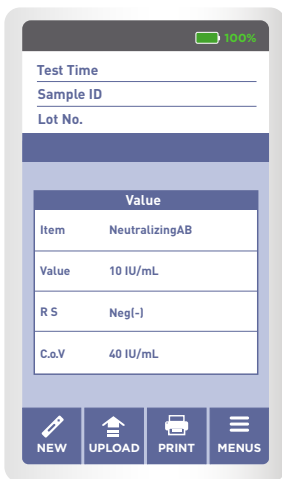 100%
Test Time
Sample ID
Lot No.
Value
Item NeutralizingAB
Value 10 IU/mL
R S Neg(-)
C.o.V 40 IU/mL
NEW UPLOAD PRINT MENUS